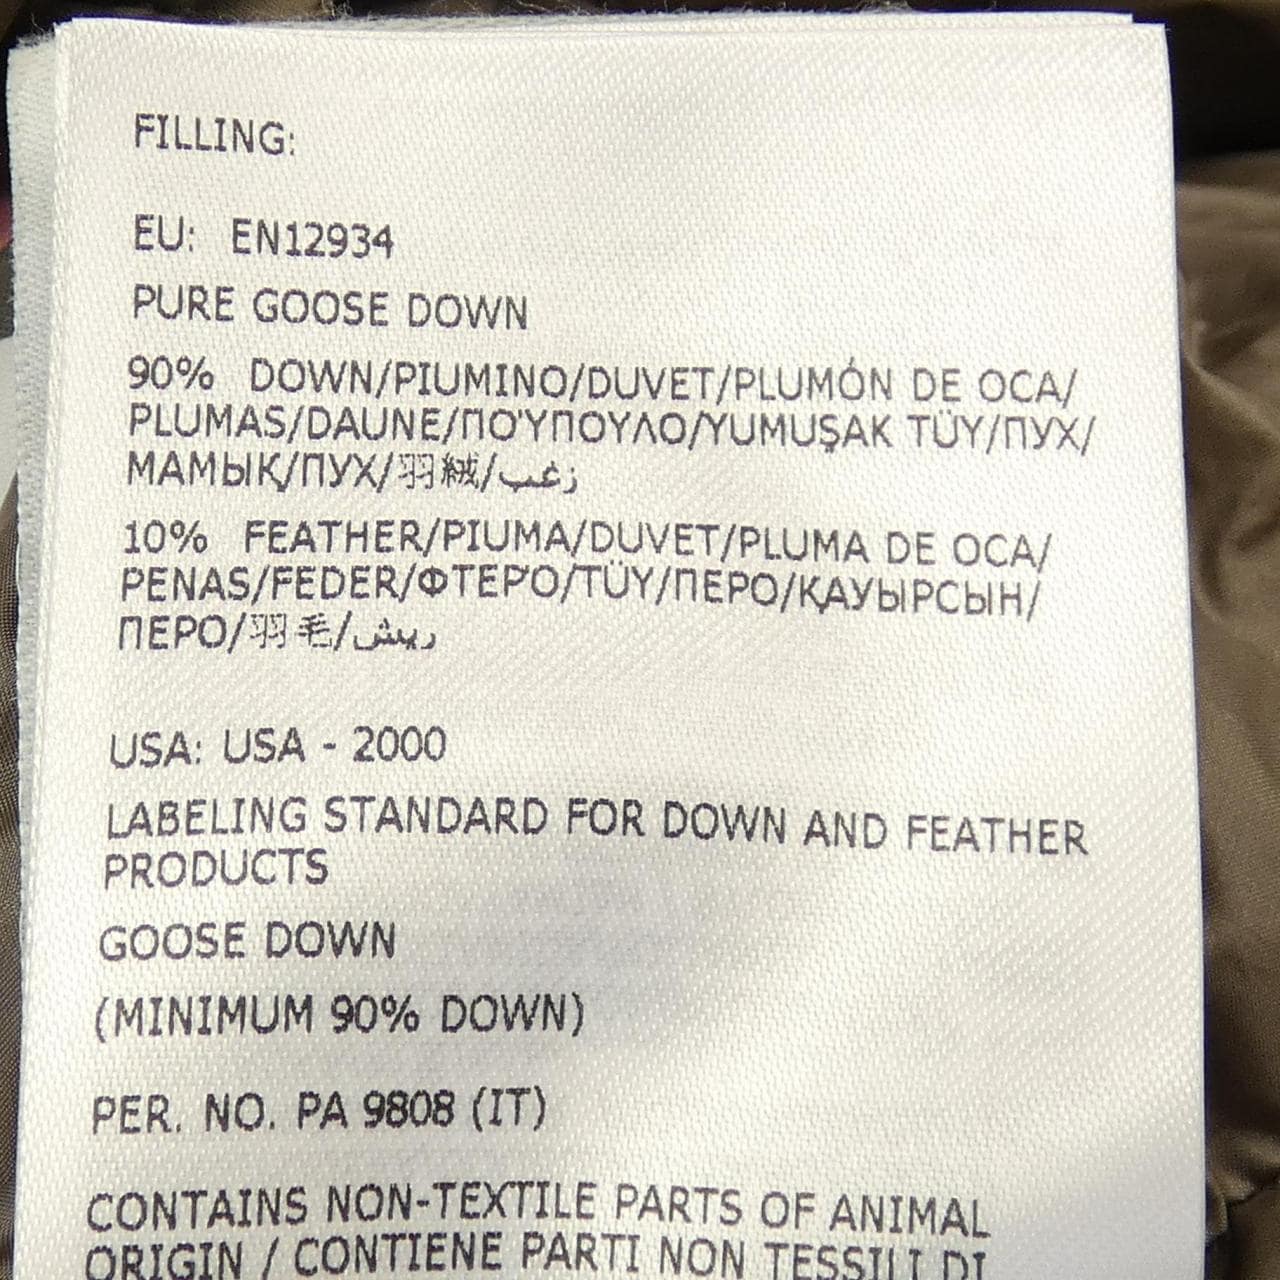 FILLING:
EU: EN12934
PURE GOOSE DOWN
90% DOWN/PIUMINO/DUVET/PLUMÓN DE OCA/
PLUMAS/DAUNE/ΠΟΎΠΟΥΛΟ/YUMUŞAK TÜY/ПУХ/
МАМЫҚ/ПУХ/羽絨/زغب
10% FEATHER/PIUMA/DUVET/PLUMA DE OCA/
PENAS/FEDER/ΦΤΕΡΌ/TÜY/ПЕРО/ҚАУЫРСЫН/
ПЕРО/羽毛/ريش
USA: USA - 2000
LABELING STANDARD FOR DOWN AND FEATHER
PRODUCTS
GOOSE DOWN
(MINIMUM 90% DOWN)
PER. NO. PA 9808 (IT)
CONTAINS NON-TEXTILE PARTS OF ANIMAL
ORIGIN / CONTIENE PARTI NON TESSILI DI